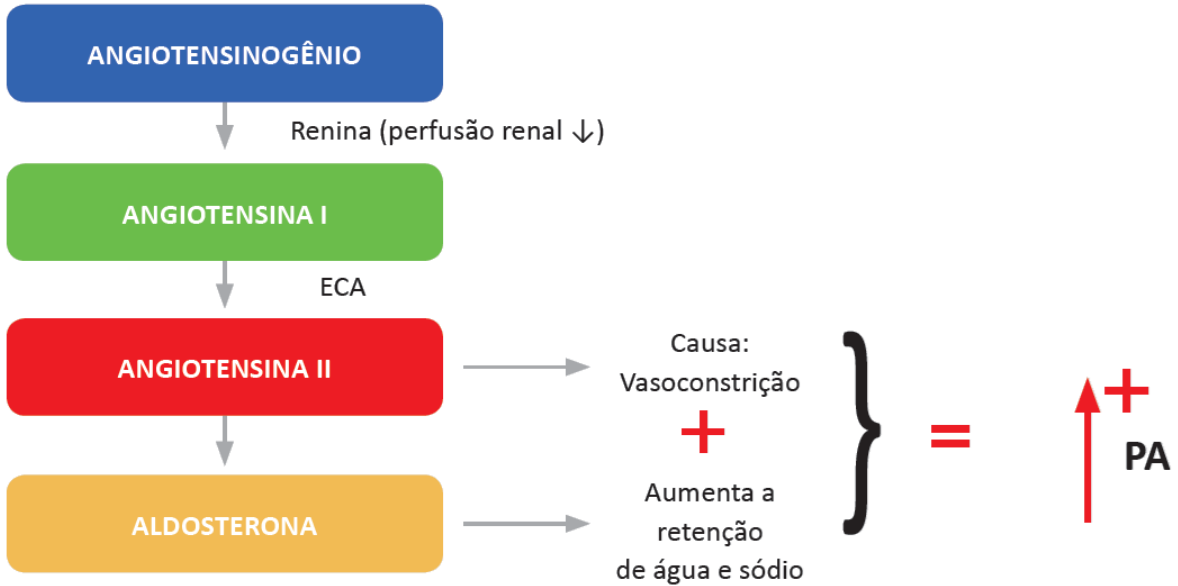 ANGIOTENSINOGÊNIO
Renina (perfusão renal ↓)
ANGIOTENSINA I
ECA
ANGIOTENSINA II
Causa:
Vasoconstrição
+
ALDOSTERONA
Aumenta a
retenção
de água e sódio
}
=
+
PA